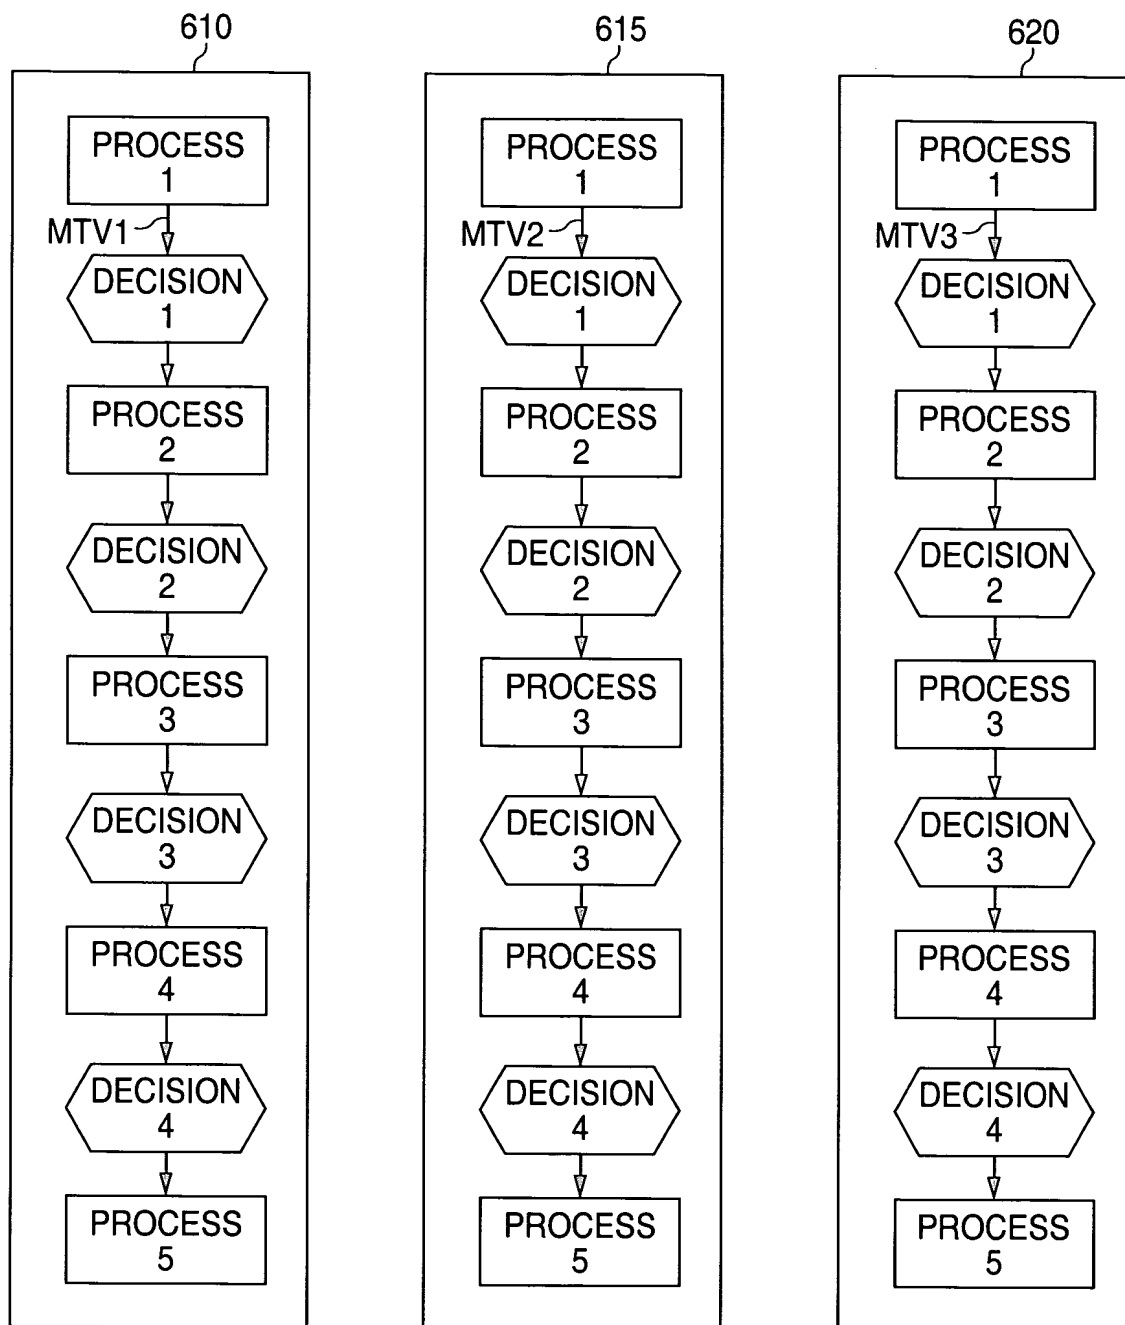 610
PROCESS
1
MTV1
DECISION
1
PROCESS
2
DECISION
2
PROCESS
3
DECISION
3
PROCESS
4
DECISION
4
PROCESS
5
615
PROCESS
1
MTV2
DECISION
1
PROCESS
2
DECISION
2
PROCESS
3
DECISION
3
PROCESS
4
DECISION
4
PROCESS
5
620
PROCESS
1
MTV3
DECISION
1
PROCESS
2
DECISION
2
PROCESS
3
DECISION
3
PROCESS
4
DECISION
4
PROCESS
5